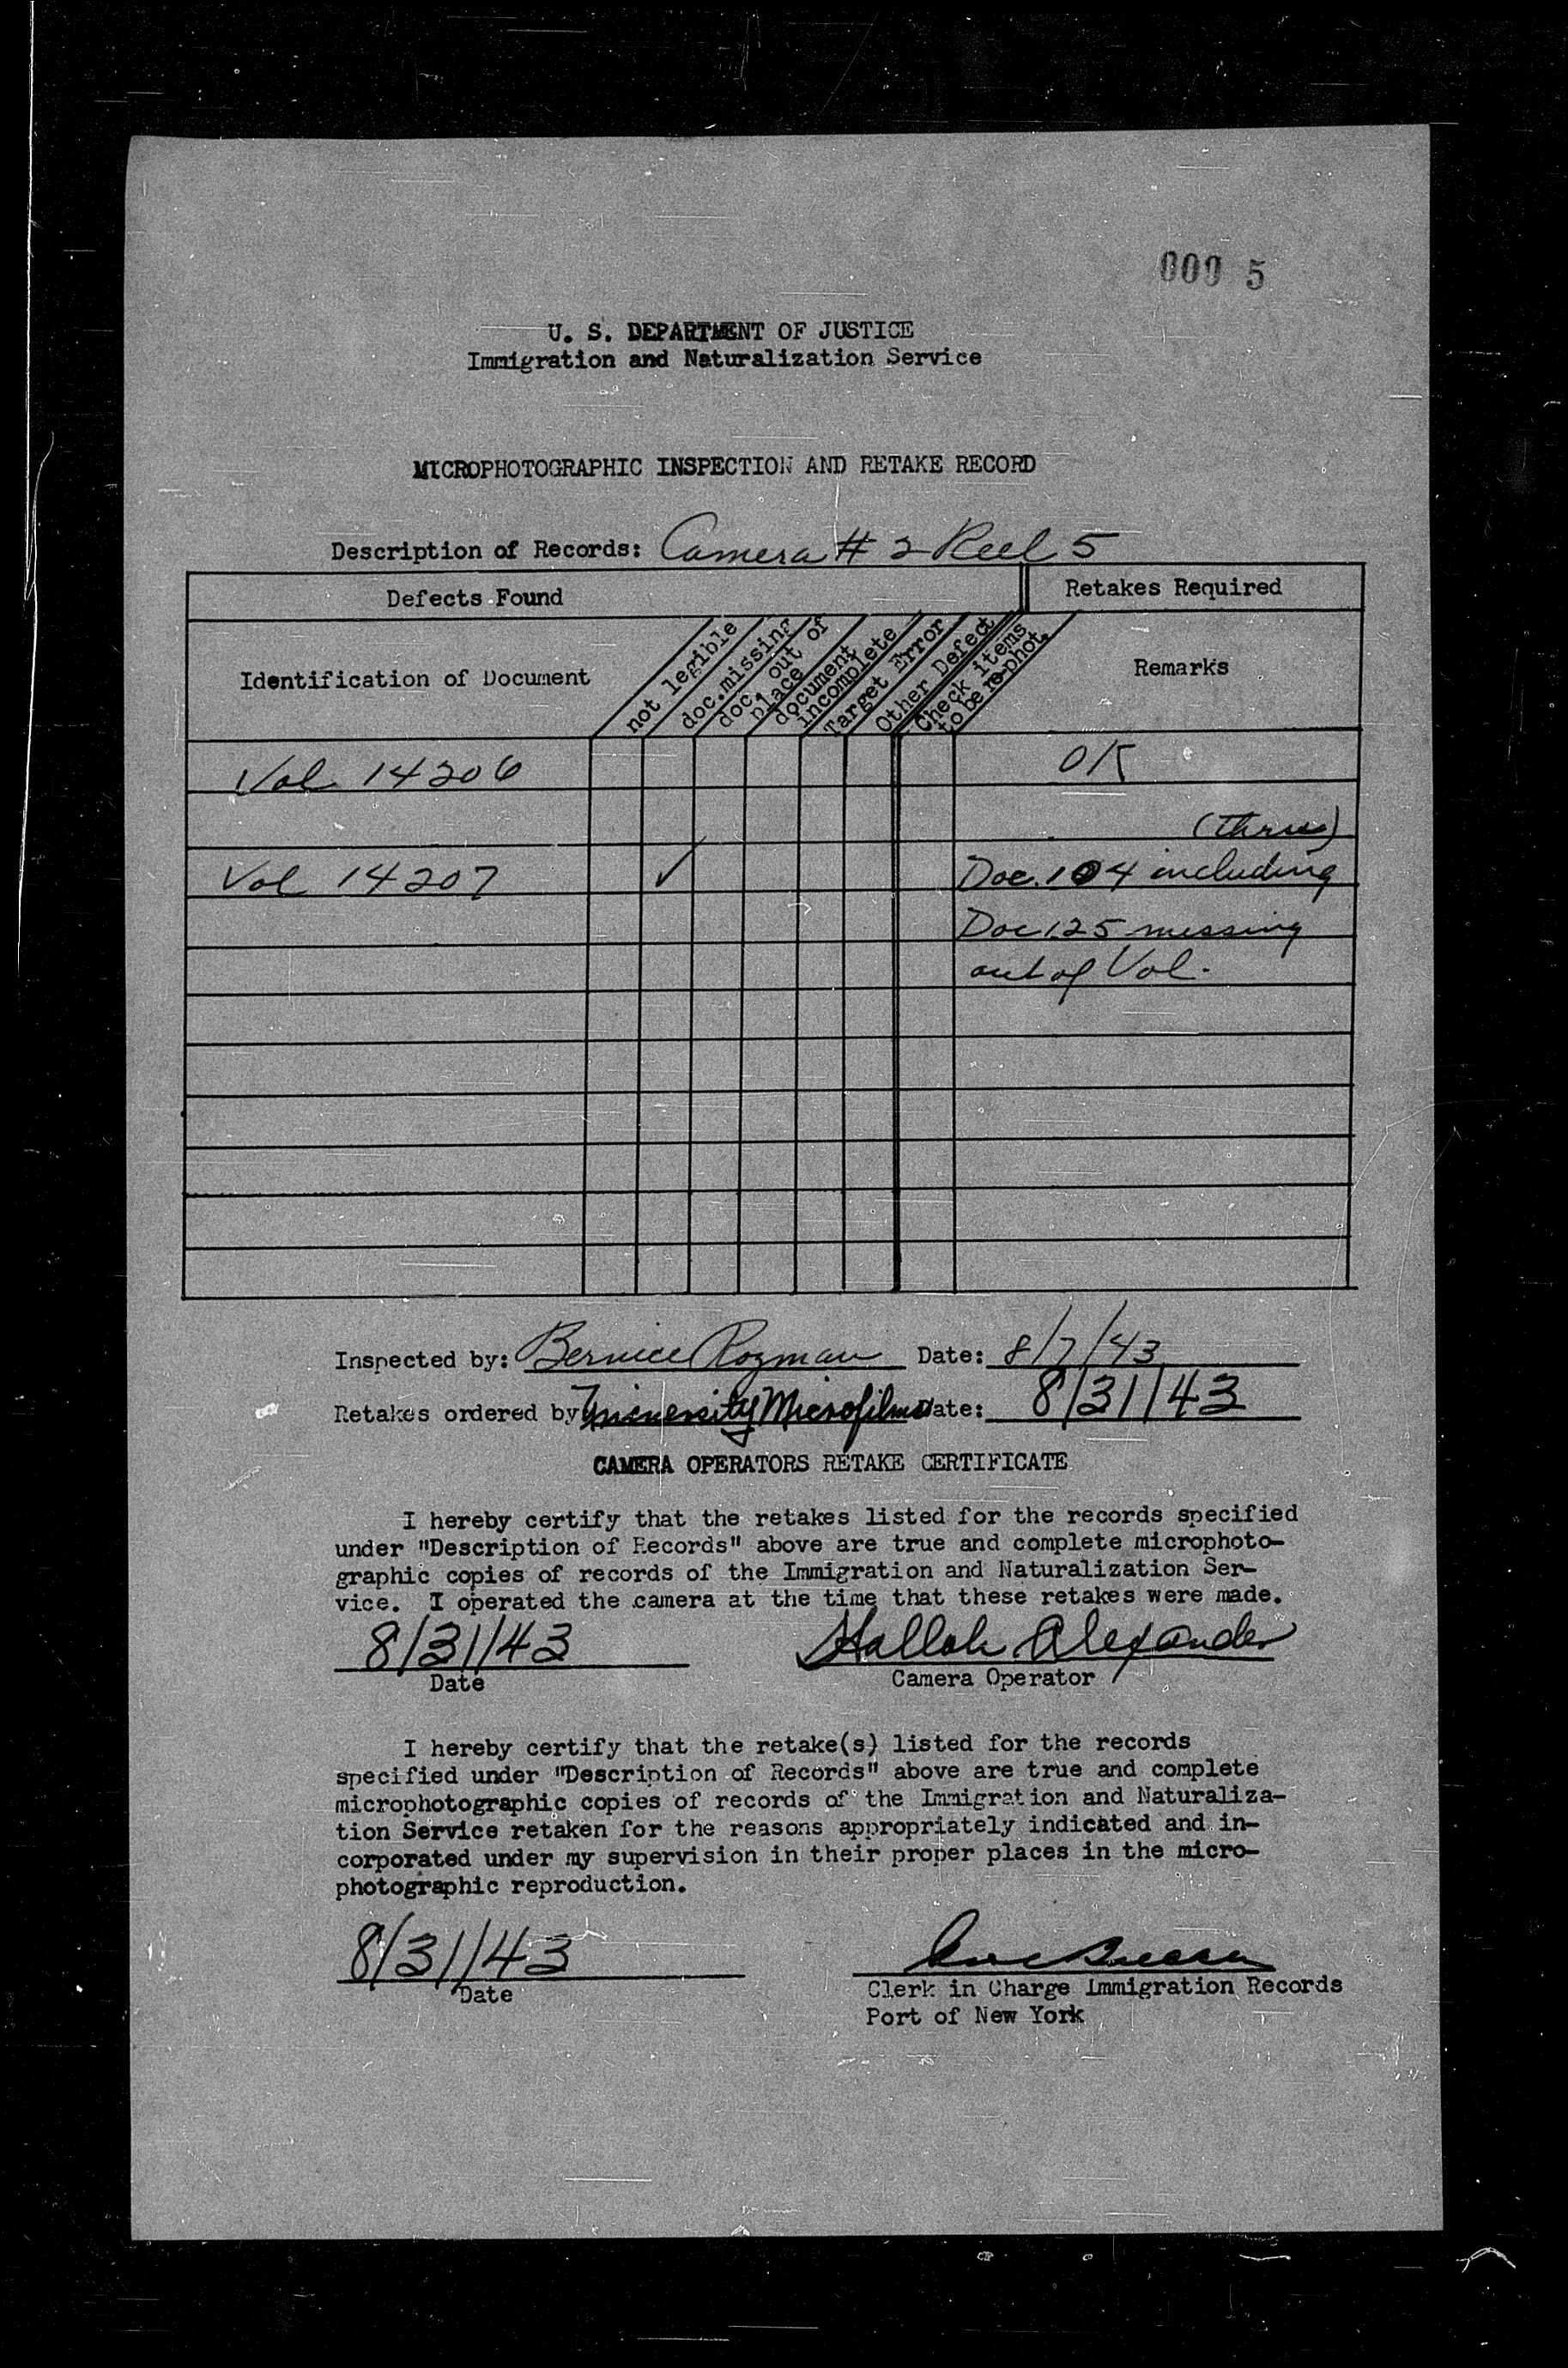 000 5
U. S. DEPARTMENT OF JUSTICE
Immigration and Naturalization Service
MICROPHOTOGRAPHIC INSPECTION AND RETAKE RECORD
Description of Records: Camera # 2 Reel 5
Defects Found
Retakes Required
Identification of Document
not legible
doc. missing
doc. out of
place
document
incomplete
Target Error
Other Defect
Check items
to be re-phot.
Remarks
Vol. 14206
OK
(thru)
Vol 14207 ✓ Doc. 104 including
Doc 125 missing
out of Vol.
Inspected by: Bernice Rozman Date: 8/7/43
Retakes ordered by University Microfilms Date: 8/31/43
CAMERA OPERATORS RETAKE CERTIFICATE
I hereby certify that the retakes listed for the records specified
under "Description of Records" above are true and complete microphoto-
graphic copies of records of the Immigration and Naturalization Ser-
vice. I operated the camera at the time that these retakes were made.
8/31/43 Alexander
Date
Camera Operator
I hereby certify that the retake(s) listed for the records
specified under "Description of Records" above are true and complete
microphotographic copies of records of the Immigration and Naturaliza-
tion Service retaken for the reasons appropriately indicated and in-
corporated under my supervision in their proper places in the micro-
photographic reproduction.
8/31/43
Date
Clerk in Charge Immigration Records
Port of New York